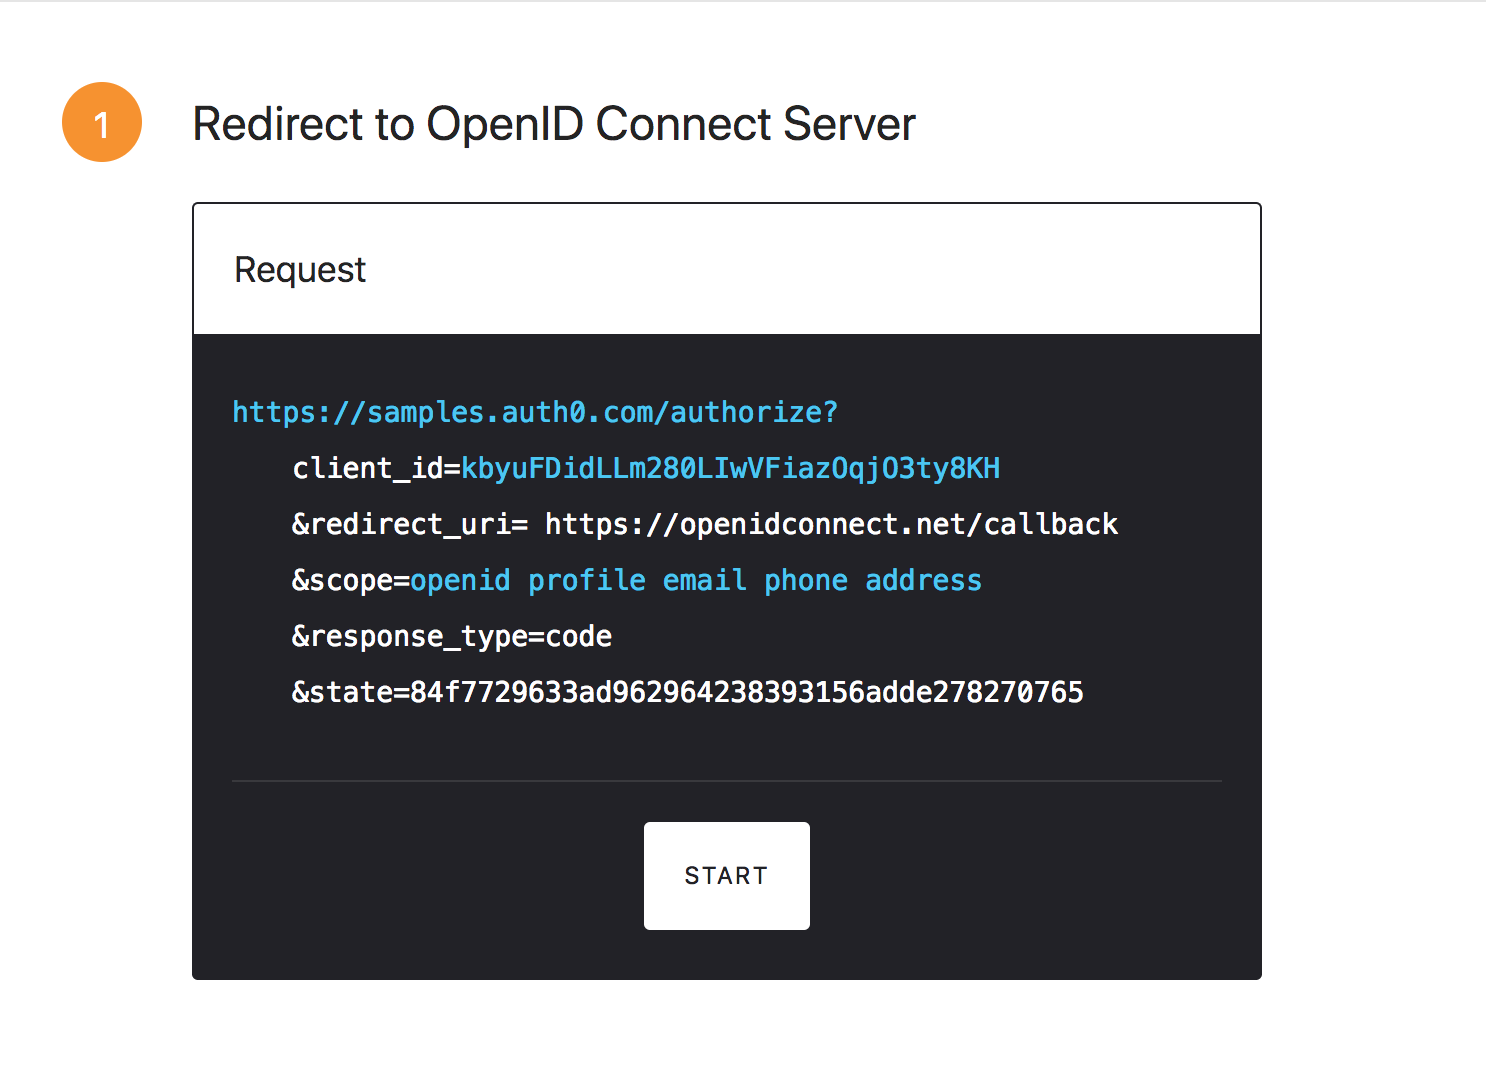 1
Redirect to OpenID Connect Server
Request
https://samples.auth0.com/authorize?
client_id=kbyuFDidLLm280LIwVFiazOqjO3ty8KH
&redirect_uri= https://openidconnect.net/callback
&scope=openid profile email phone address
&response_type=code
&state=84f7729633ad962964238393156adde278270765
START